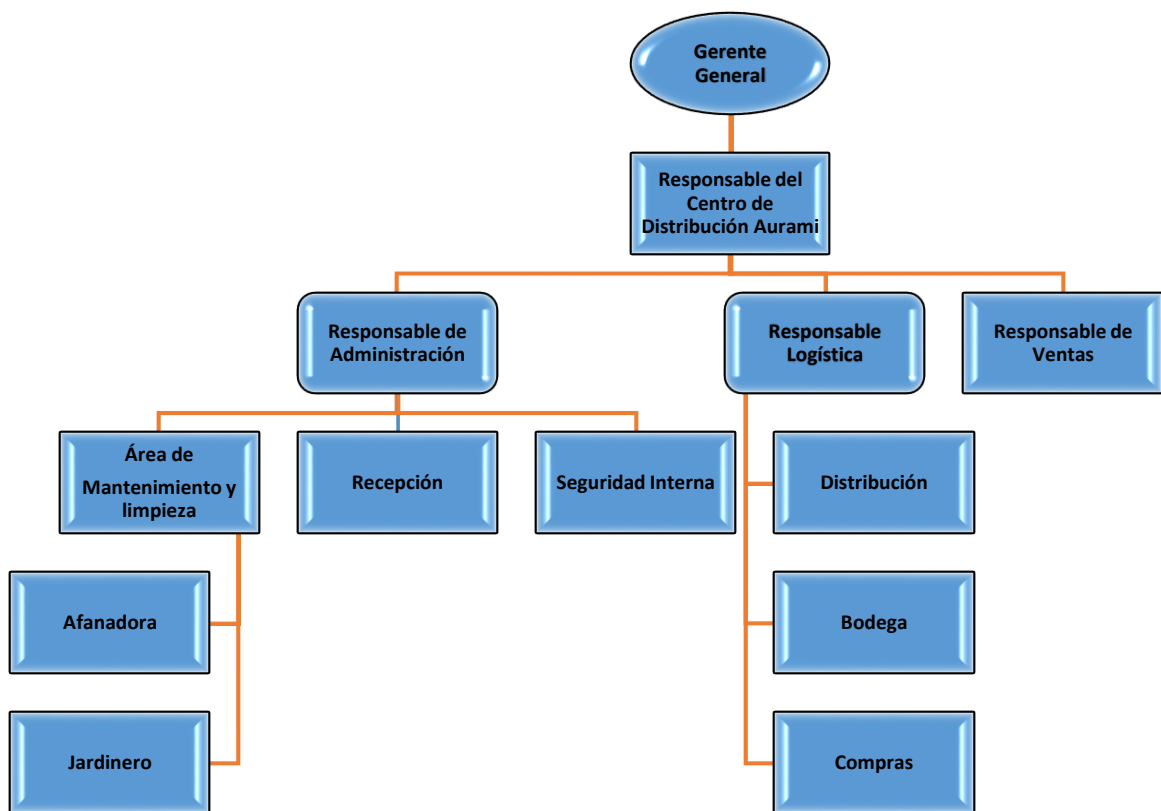 Gerente
General
Responsable del
Centro de
Distribución Aurami
Responsable de
Administración
Responsable
Logística
Responsable de
Ventas
Área de
Mantenimiento y
limpieza
Recepción
Seguridad Interna
Distribución
Afanadora
Bodega
Jardinero
Compras